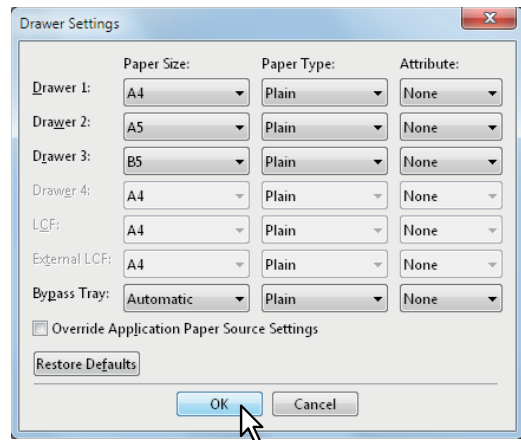 Drawer Settings
Paper Size: Paper Type: Attribute:
Drawer 1: A4 Plain None
Drawer 2: A5 Plain None
Drawer 3: B5 Plain None
Drawer 4: A4 Plain None
LCF: A4 Plain None
External LCF: A4 Plain None
Bypass Tray: Automatic Plain None
Override Application Paper Source Settings
Restore Defaults
OK Cancel